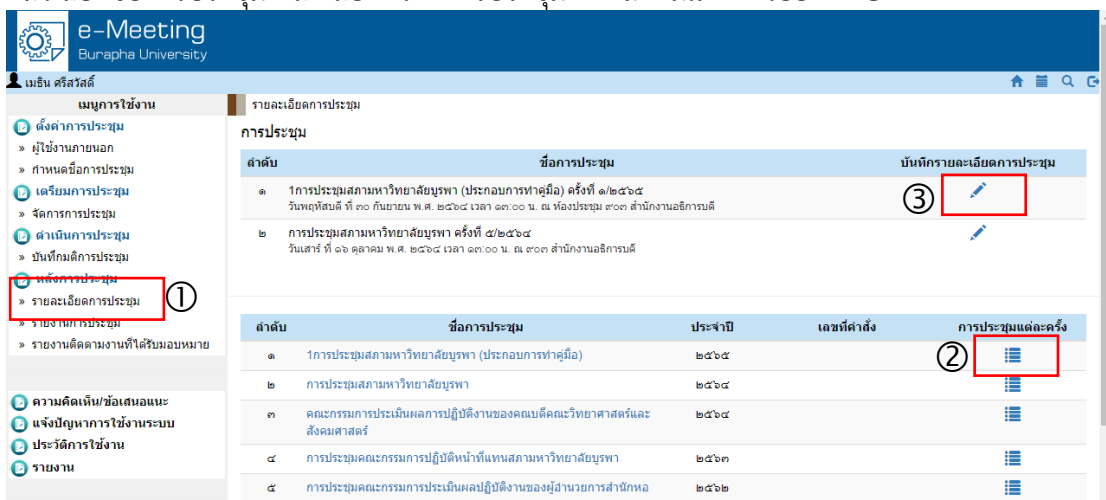 e-Meeting
Burapha University
เมธิน ศรีสวัสดิ์
เมนูการใช้งาน
ตั้งค่าการประชุม
» ผู้ใช้งานภายนอก
» กำหนดชื่อการประชุม
เตรียมการประชุม
» จัดการการประชุม
ดำเนินการประชุม
» บันทึกมติการประชุม
หลังการประชุม
» รายละเอียดการประชุม
①
» รายงานการประชุม
» รายงานติดตามงานที่ได้รับมอบหมาย
ความคิดเห็น/ข้อเสนอแนะ
แจ้งปัญหาการใช้งานระบบ
ประวัติการใช้งาน
รายงาน
รายละเอียดการประชุม
การประชุม
ลำดับ ชื่อการประชุม บันทึกรายละเอียดการประชุม
๑ 1การประชุมสภามหาวิทยาลัยบูรพา (ประกอบการทำคู่มือ) ครั้งที่ ๑/๒๕๖๕ ③
วันพฤหัสบดี ที่ ๓๐ กันยายน พ.ศ. ๒๕๖๔ เวลา ๑๓:๐๐ น. ณ ห้องประชุม ๙๐๓ สำนักงานอธิการบดี
๒ การประชุมสภามหาวิทยาลัยบูรพา ครั้งที่ ๕/๒๕๖๔
วันเสาร์ ที่ ๑๖ ตุลาคม พ.ศ. ๒๕๖๔ เวลา ๑๓:๐๐ น. ณ ๙๐๓ สำนักงานอธิการบดี
ลำดับ ชื่อการประชุม ประจำปี เลขที่คำสั่ง การประชุมแต่ละครั้ง
๑ 1การประชุมสภามหาวิทยาลัยบูรพา (ประกอบการทำคู่มือ) ๒๕๖๕ ②
๒ การประชุมสภามหาวิทยาลัยบูรพา ๒๕๖๔
๓ คณะกรรมการประเมินผลการปฏิบัติงานของคณบดีคณะวิทยาศาสตร์และ ๒๕๖๔
สังคมศาสตร์
๔ การประชุมคณะกรรมการปฏิบัติหน้าที่แทนสภามหาวิทยาลัยบูรพา ๒๕๖๓
๕ การประชุมคณะกรรมการประเมินผลปฏิบัติงานของผู้อำนวยการสำนักหอ ๒๕๖๒